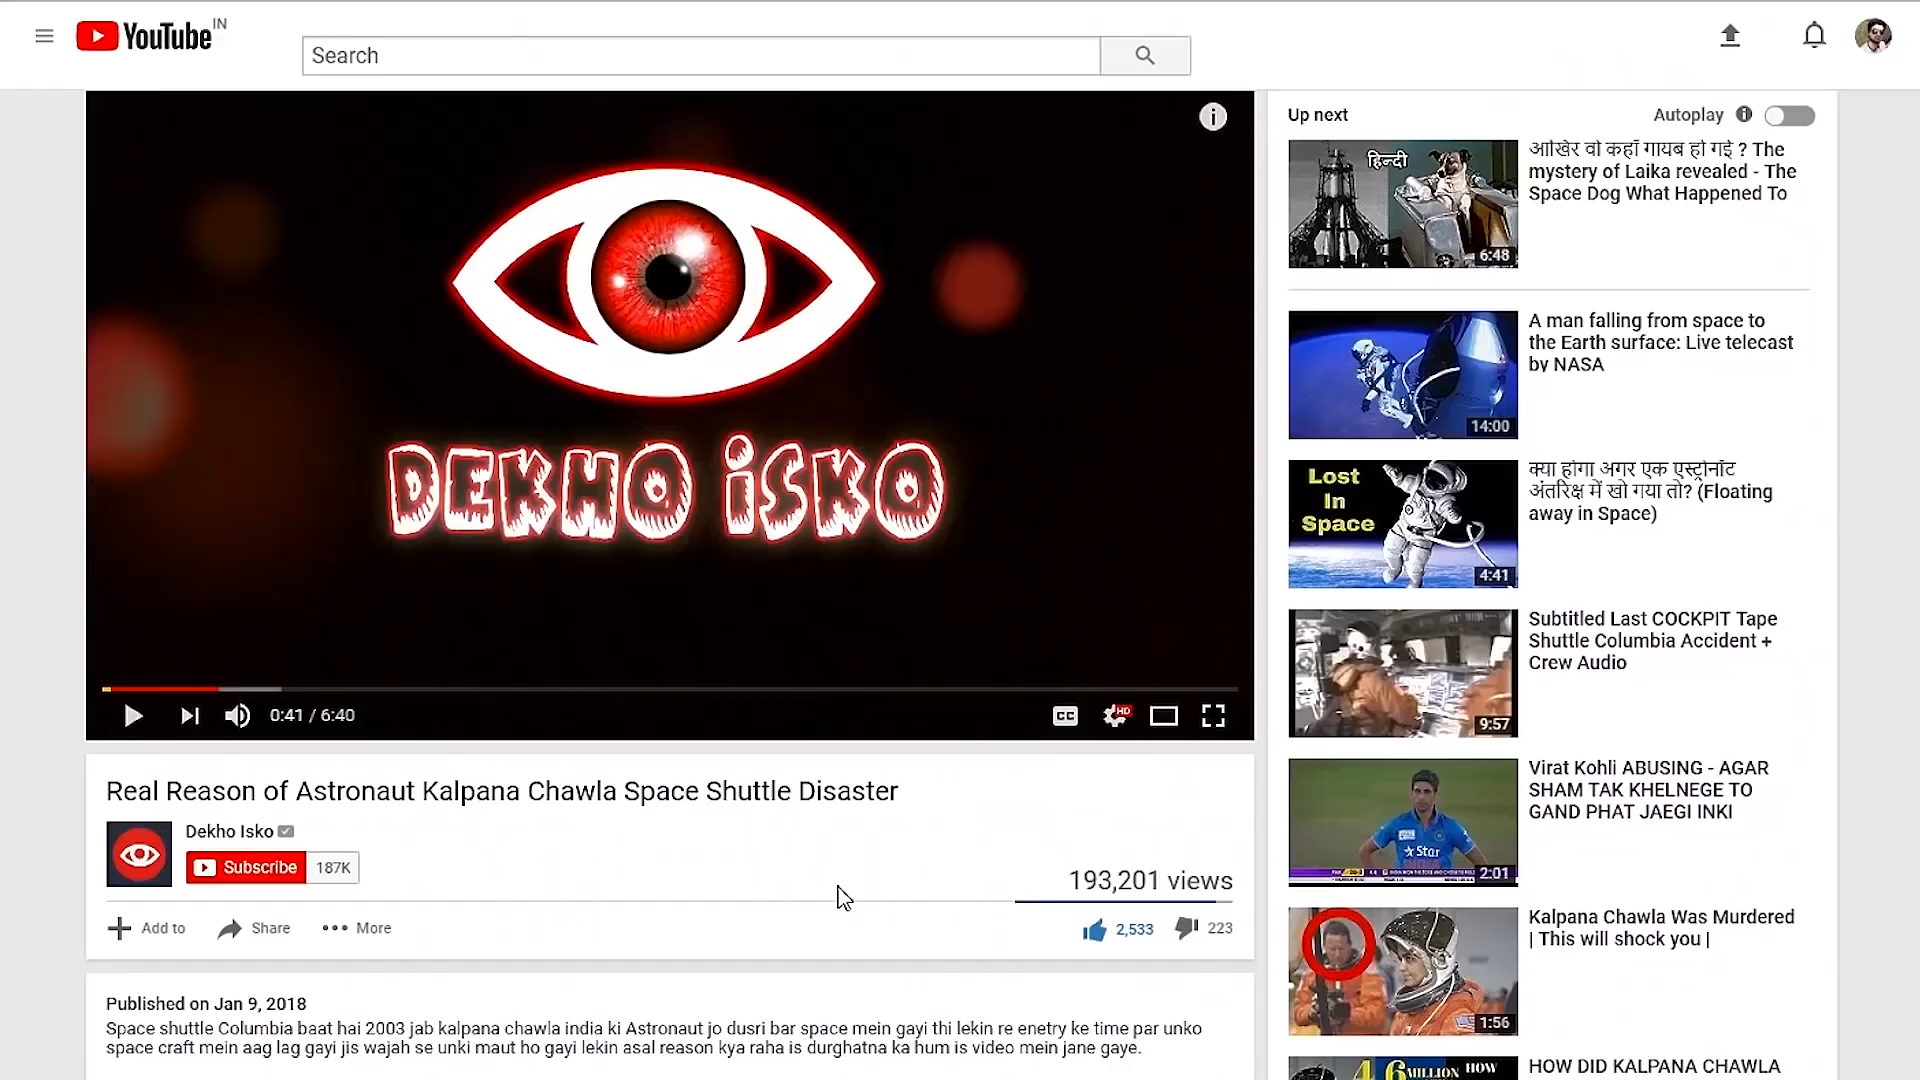 YouTube IN
Search
DEKHO iSKO
0:41 / 6:40
CC
HD
Real Reason of Astronaut Kalpana Chawla Space Shuttle Disaster
Dekho Isko
Subscribe 187K
193,201 views
Add to Share More
2,533 223
Published on Jan 9, 2018
Space shuttle Columbia baat hai 2003 jab kalpana chawla india ki Astronaut jo dusri bar space mein gayi thi lekin re enetry ke time par unko
space craft mein aag lag gayi jis wajah se unki maut ho gayi lekin asal reason kya raha is durghatna ka hum is video mein jane gaye.
Up next
Autoplay
हिन्दी
6:48
आखिर वो कहाँ गायब हो गई ? The
mystery of Laika revealed - The
Space Dog What Happened To
14:00
A man falling from space to
the Earth surface: Live telecast
by NASA
Lost
In
Space
4:41
क्या होगा अगर एक एस्ट्रोनॉट
अंतरिक्ष में खो गया तो? (Floating
away in Space)
9:57
Subtitled Last COCKPIT Tape
Shuttle Columbia Accident +
Crew Audio
Star
INDIA
2:01
Virat Kohli ABUSING - AGAR
SHAM TAK KHELNEGE TO
GAND PHAT JAEGI INKI
1:56
Kalpana Chawla Was Murdered
| This will shock you |
4.6 MILLION HOW
HOW DID KALPANA CHAWLA